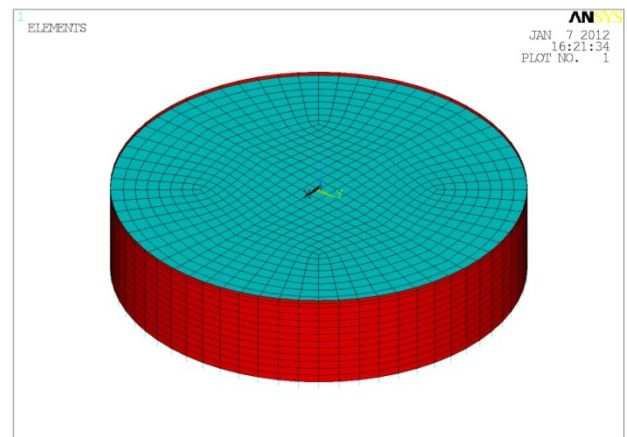 1
ELEMENTS
ANSYS
JAN 7 2012
16:21:34
PLOT NO. 1
X
Y